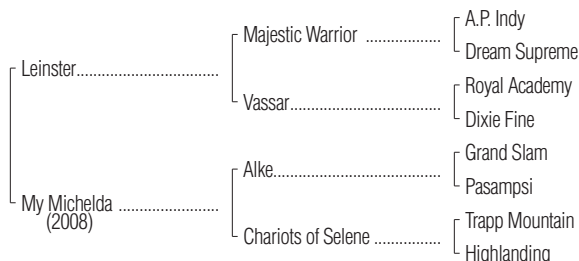 A.P. Indy
Majestic Warrior ....................
Dream Supreme
Leinster......................................
Royal Academy
Vassar........................................
Dixie Fine
Grand Slam
Alke............................................
Pasampsi
My Michelda ...........................
(2008)
Trapp Mountain
Chariots of Selene ..................
Highlanding